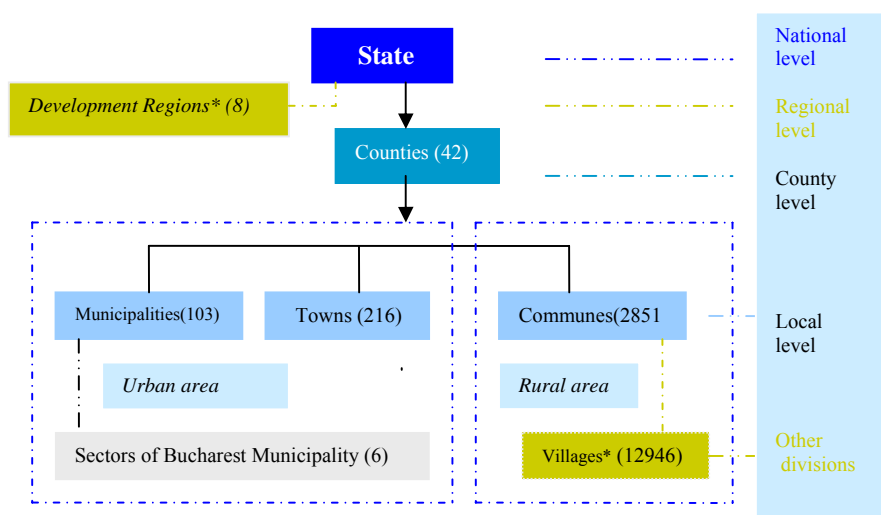 State
National
level
Development Regions* (8)
Regional
level
Counties (42)
County
level
Municipalities(103)
Towns (216)
Communes(2851
Local
level
Urban area
Rural area
Sectors of Bucharest Municipality (6)
Villages* (12946)
Other
divisions